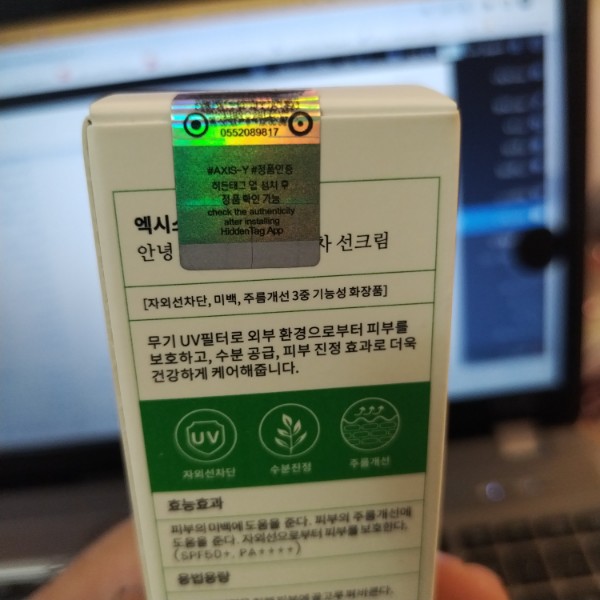 0552089817
#AXIS-Y #정품인증
히든태그 앱 설치 후
정품 확인 가능
check the authenticity
after installing
HiddenTag App
엑시스
안녕 차 선크림
[자외선차단, 미백, 주름개선 3중 기능성 화장품]
무기 UV필터로 외부 환경으로부터 피부를
보호하고, 수분 공급, 피부 진정 효과로 더욱
건강하게 케어해줍니다.
UV
자외선차단
수분진정
주름개선
효능효과
피부의 미백에 도움을 준다. 피부의 주름개선에
도움을 준다. 자외선으로부터 피부를 보호한다.
(SPF50+, PA++++)
용법용량